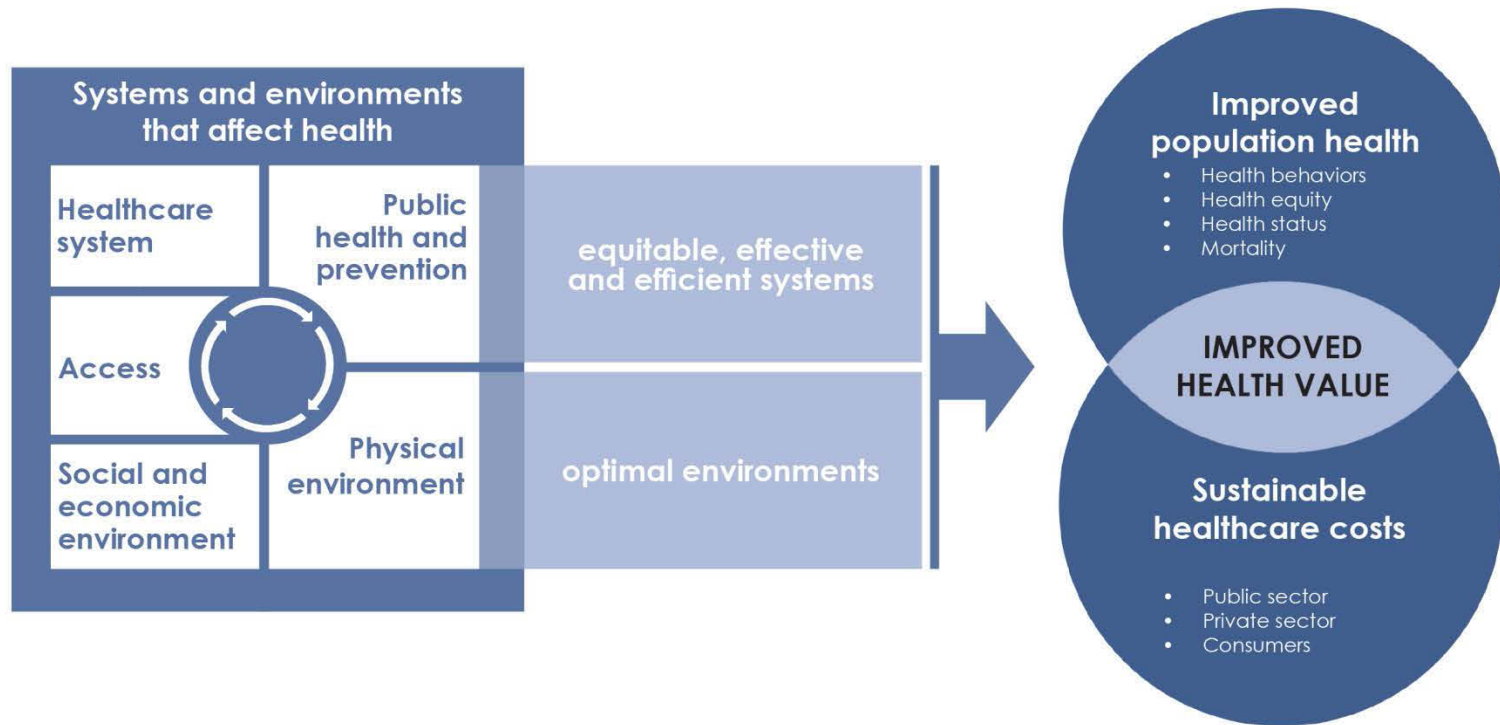 Systems and environments
that affect health
Healthcare
system
Public
health and
prevention
Access
Social and
economic
environment
Physical
environment
equitable, effective
and efficient systems
optimal environments
Improved
population health
• Health behaviors
• Health equity
• Health status
• Mortality
IMPROVED
HEALTH VALUE
Sustainable
healthcare costs
• Public sector
• Private sector
• Consumers